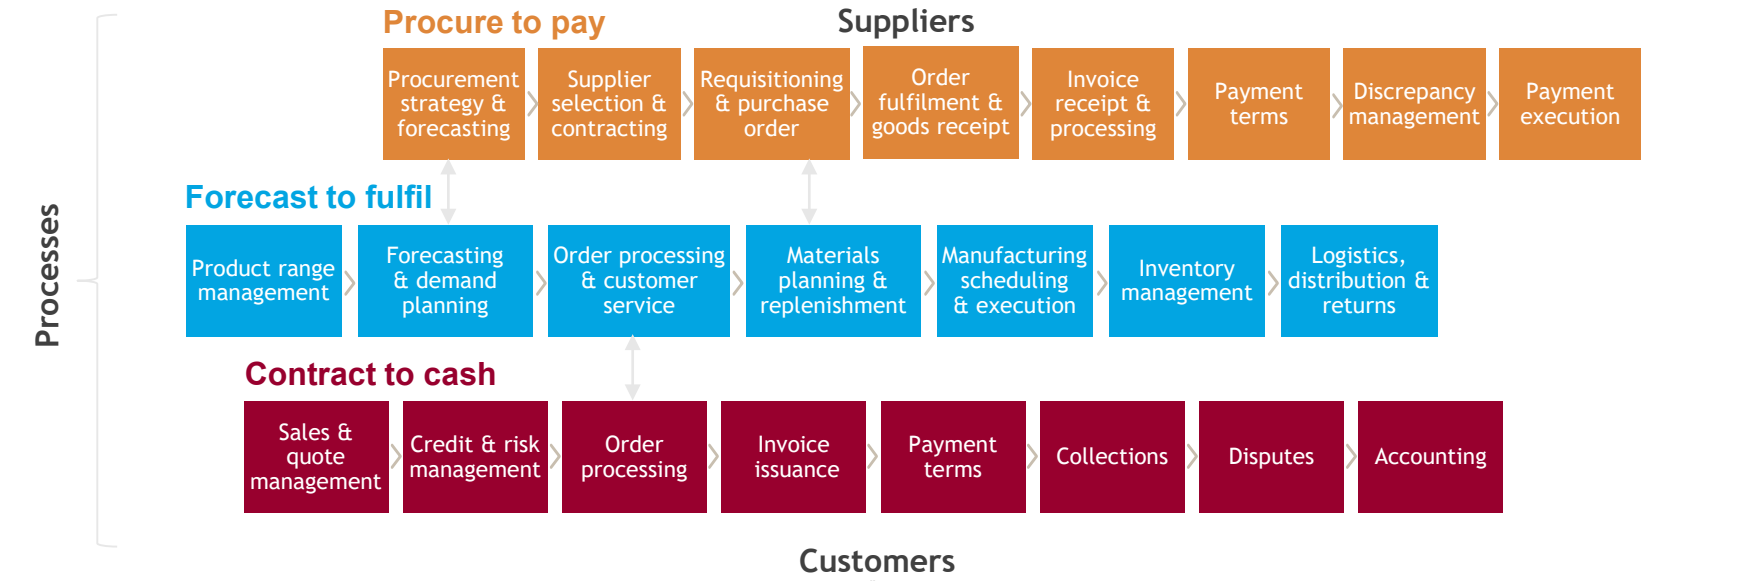 Procure to pay
Suppliers
Procurement
strategy &
forecasting
Supplier
selection &
contracting
Requisitioning
& purchase
order
Order
fulfilment &
goods receipt
Invoice
receipt &
processing
Payment
terms
Discrepancy
management
Payment
execution
Processes
Forecast to fulfil
Product range
management
Forecasting
& demand
planning
Order processing
& customer
service
Materials
planning &
replenishment
Manufacturing
scheduling
& execution
Inventory
management
Logistics,
distribution &
returns
Contract to cash
Sales &
quote
management
Credit & risk
management
Order
processing
Invoice
issuance
Payment
terms
Collections
Disputes
Accounting
Customers